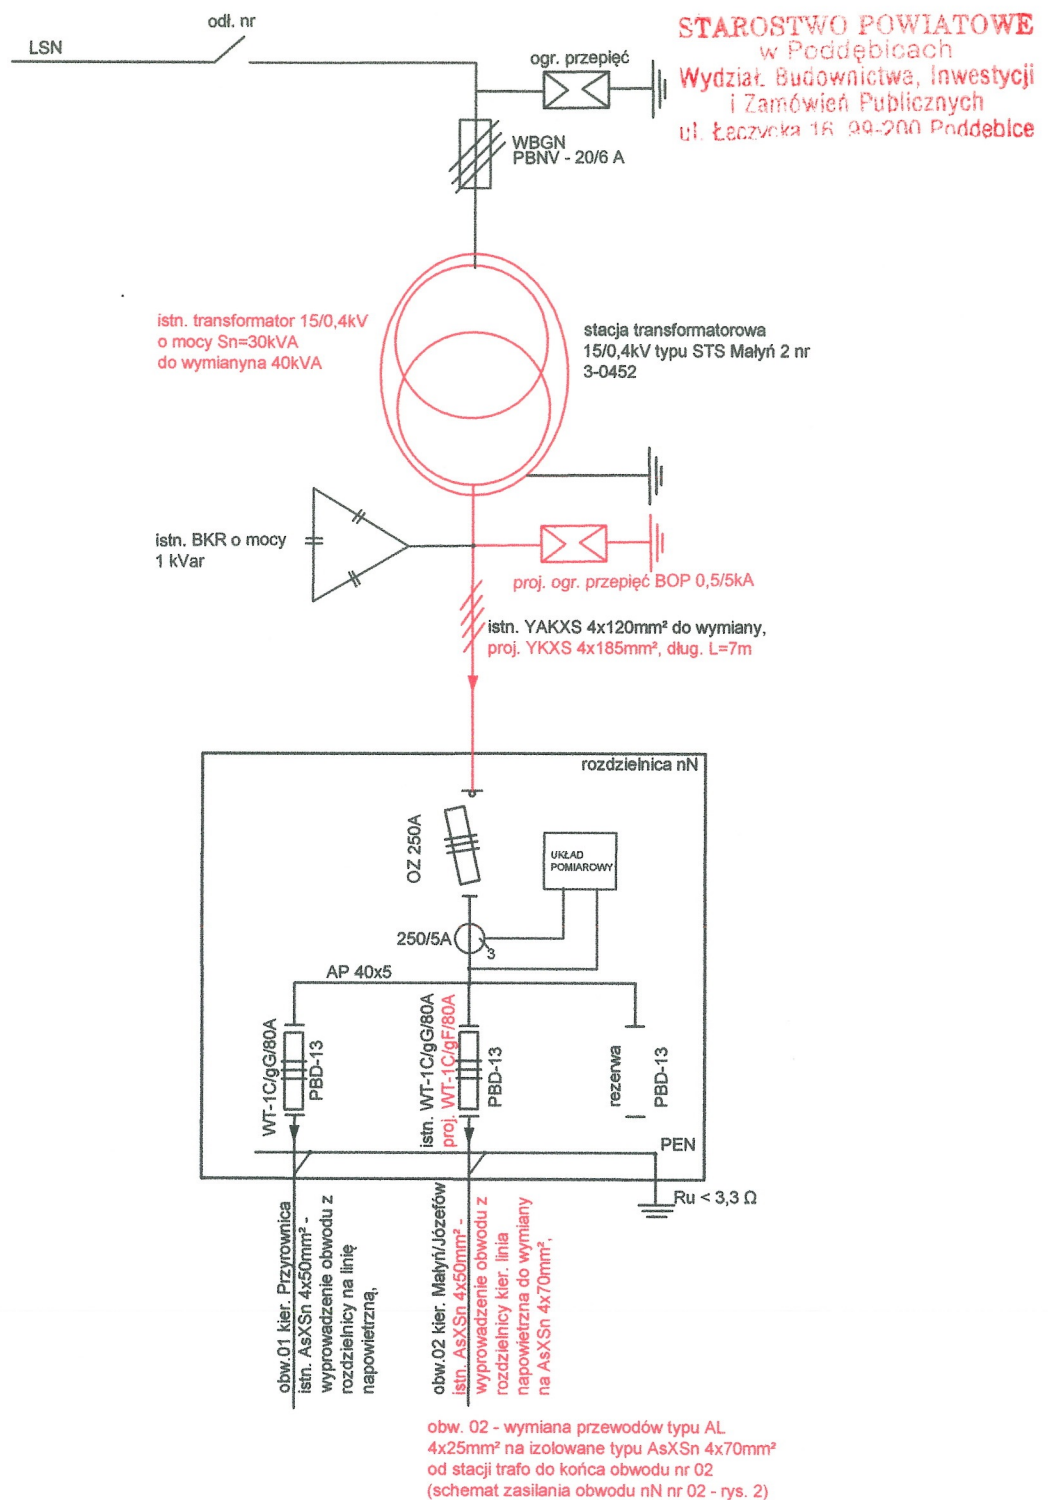 odł. nr
LSN
ogr. przepięć
STAROSTWO POWIATOWE
w Poddębicach
Wydział Budownictwa, Inwestycji
i Zamówień Publicznych
ul. Łęczycka 16, 99-200 Poddębice
WBGN
PBNV - 20/6 A
istn. transformator 15/0,4kV
o mocy Sn=30kVA
do wymianyna 40kVA
stacja transformatorowa
15/0,4kV typu STS Małyń 2 nr
3-0452
istn. BKR o mocy
1 kVar
proj. ogr. przepięć BOP 0,5/5kA
istn. YAKXS 4x120mm² do wymiany,
proj. YKXS 4x185mm², dług. L=7m
rozdzielnica nN
OZ 250A
UKŁAD
POMIAROWY
250/5A
3
AP 40x5
WT-1C/gG/80A
PBD-13
istn. WT-1C/gG/80A
proj. WT-1C/gF/80A
PBD-13
rezerwa
PBD-13
PEN
Ru < 3,3 Ω
obw.01 kier. Przyrownica
istn. AsXSn 4x50mm² -
wyprowadzenie obwodu z
rozdzielnicy na linię
napowietrzną,
obw.02 kier. Małyń/Józefów
istn. AsXSn 4x50mm² -
wyprowadzenie obwodu z
rozdzielnicy kier. linia
napowietrzna do wymiany
na AsXSn 4x70mm²,
obw. 02 - wymiana przewodów typu AL
4x25mm² na izolowane typu AsXSn 4x70mm²
od stacji trafo do końca obwodu nr 02
(schemat zasilania obwodu nN nr 02 - rys. 2)